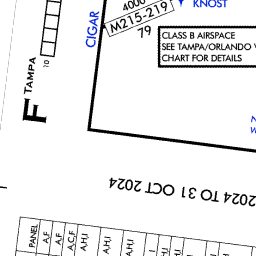 4000
KNOST
CIGAR
M215-219
79
CLASS B AIRSPACE
SEE TAMPA/ORLANDO
CHART FOR DETAILS
F TAMPA
10
2024 TO 31 OCT 2024
PANEL
A,F
A,F
A,C,F
A,H,I
A,H,I
A,H,I
A,H,I
A,H,I